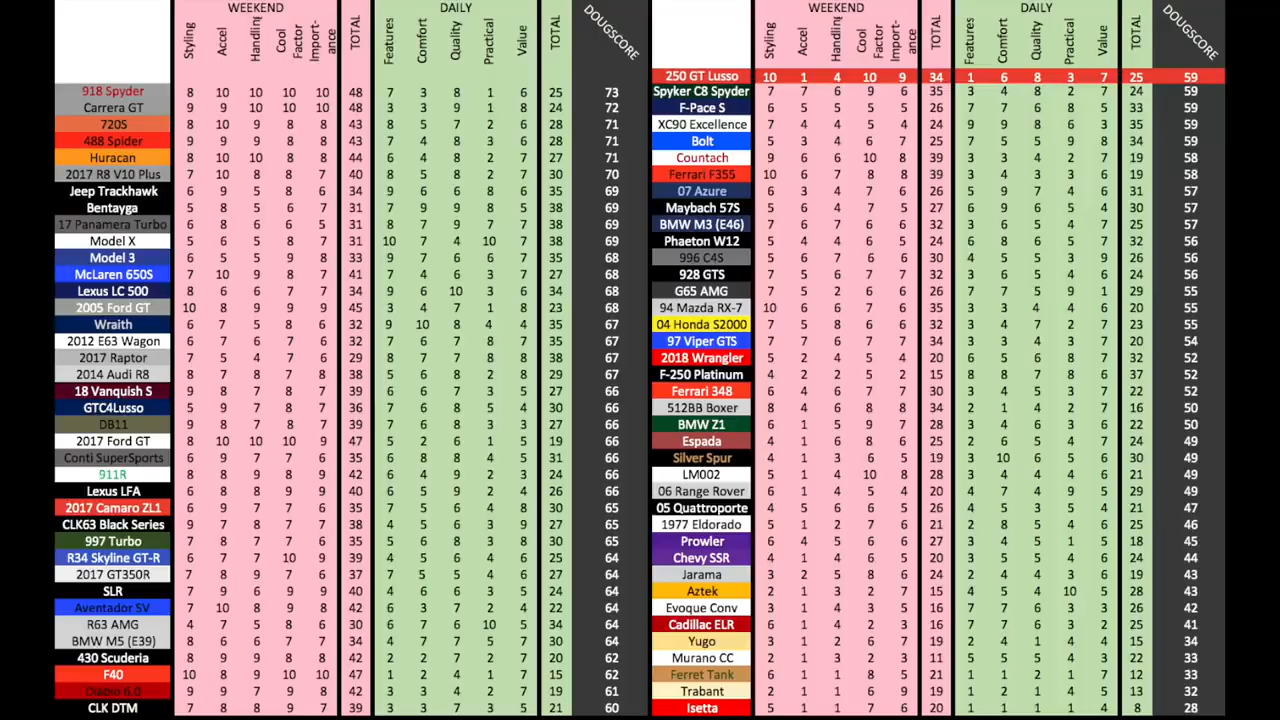 WEEKEND DAILY DOUGSCORE
Styling Accel Handling Cool Factor Import-ance TOTAL Features Comfort Quality Practical Value TOTAL
918 Spyder 8 10 10 10 10 48 7 3 8 1 6 25 73
Carrera GT 9 9 10 10 10 48 3 3 9 1 8 24 72
720S 8 10 9 8 8 43 8 5 7 2 6 28 71
488 Spider 9 9 9 8 8 43 7 4 8 3 6 28 71
Huracan 8 10 10 8 8 44 6 4 8 2 7 27 71
2017 R8 V10 Plus 7 10 8 8 7 40 8 5 8 2 7 30 70
Jeep Trackhawk 6 9 5 8 6 34 9 6 6 8 6 35 69
Bentayga 5 8 5 6 7 31 7 9 9 8 5 38 69
17 Panamera Turbo 6 8 6 6 5 31 8 7 9 7 7 38 69
Model X 5 6 5 8 7 31 10 7 4 10 7 38 69
Model 3 6 5 5 9 8 33 9 7 6 6 7 35 68
McLaren 650S 7 10 9 8 7 41 7 4 6 3 7 27 68
Lexus LC 500 8 6 6 7 7 34 9 6 10 3 6 34 68
2005 Ford GT 10 8 9 9 9 45 3 4 7 1 8 23 68
Wraith 6 7 5 8 6 32 9 10 8 4 4 35 67
2012 E63 Wagon 6 7 6 7 6 32 7 6 7 8 7 35 67
2017 Raptor 7 5 4 7 6 29 8 7 7 8 8 38 67
2014 Audi R8 8 7 8 8 7 38 5 6 8 2 8 29 67
18 Vanquish S 9 8 7 8 7 39 6 6 7 3 5 27 66
GTC4Lusso 5 9 7 8 7 36 7 6 8 5 4 30 66
DB11 9 8 7 8 7 39 7 6 8 3 3 27 66
2017 Ford GT 8 10 10 10 9 47 5 2 6 1 5 19 66
Conti SuperSports 6 9 7 6 7 35 6 8 8 4 5 31 66
911R 8 8 9 8 9 42 6 4 9 2 3 24 66
Lexus LFA 6 8 8 9 9 40 6 5 9 2 4 26 66
2017 Camaro ZL1 6 9 7 6 7 35 7 5 6 4 8 30 65
CLK63 Black Series 9 7 8 7 7 38 4 5 6 3 9 27 65
997 Turbo 7 8 7 6 7 35 5 6 8 3 8 30 65
R34 Skyline GT-R 6 7 7 10 9 39 4 5 6 4 6 25 64
2017 GT350R 7 8 9 7 6 37 7 5 5 4 6 27 64
SLR 7 9 6 9 9 40 4 6 6 3 5 24 64
Aventador SV 7 10 8 9 8 42 6 3 7 2 4 22 64
R63 AMG 4 7 5 8 6 30 6 7 6 10 5 34 64
BMW M5 (E39) 8 6 6 7 7 34 4 7 7 5 7 30 64
430 Scuderia 8 9 9 8 8 42 2 2 7 2 7 20 62
F40 10 8 9 10 10 47 1 2 4 1 7 15 62
Diablo 6.0 9 9 7 9 8 42 3 3 4 2 7 19 61
CLK DTM 7 8 8 9 7 39 3 3 7 3 5 21 60
WEEKEND DAILY DOUGSCORE
Styling Accel Handling Cool Factor Import-ance TOTAL Features Comfort Quality Practical Value TOTAL
250 GT Lusso 10 1 4 10 9 34 1 6 8 3 7 25 59
Spyker C8 Spyder 7 7 6 9 6 35 3 4 8 2 7 24 59
F-Pace S 6 5 5 5 5 26 7 7 6 8 5 33 59
XC90 Excellence 7 4 4 5 4 24 9 9 8 6 3 35 59
Bolt 5 3 4 6 7 25 7 5 5 8 9 34 59
Countach 9 6 6 10 8 39 3 3 4 2 7 19 58
Ferrari F355 10 6 7 8 8 39 4 3 3 3 6 19 58
07 Azure 6 3 4 7 6 26 5 9 7 4 6 31 57
Maybach 57S 5 6 4 7 5 27 6 9 6 5 4 30 57
BMW M3 (E46) 7 6 7 6 6 32 3 5 6 4 7 25 57
Phaeton W12 5 4 4 6 5 24 6 8 6 5 7 32 56
996 C4S 5 6 7 6 6 30 4 5 5 3 9 26 56
928 GTS 7 5 6 7 7 32 3 6 5 4 6 24 56
G65 AMG 4 7 3 8 4 26 7 7 5 9 1 29 55
94 Mazda RX-7 10 6 6 7 6 35 3 3 4 4 6 20 55
04 Honda S2000 7 5 8 6 6 32 3 4 7 2 7 23 55
97 Viper GTS 7 6 6 7 8 34 3 3 4 3 7 20 54
2018 Wrangler 5 2 4 5 4 20 6 5 6 8 7 32 52
F-250 Platinum 4 2 2 5 2 15 8 8 7 8 6 37 52
Ferrari 348 6 4 6 7 7 30 3 4 5 3 7 22 52
512BB Boxer 8 4 6 8 8 34 2 1 4 2 7 16 50
BMW Z1 6 1 5 9 7 28 3 4 6 3 6 22 50
Espada 4 1 6 8 6 25 2 6 5 4 7 24 49
Silver Spur 4 1 3 6 5 19 3 10 6 5 6 30 49
LM002 4 1 5 10 8 28 3 4 4 4 6 21 49
06 Range Rover 6 1 4 5 4 20 4 7 4 9 5 29 49
05 Quattroporte 4 5 6 6 5 26 4 5 4 5 4 21 47
1977 Eldorado 5 1 2 7 6 21 2 8 5 4 6 25 46
Prowler 6 4 5 6 6 27 3 4 5 1 5 18 45
Chevy SSR 4 1 4 6 5 20 3 5 5 4 7 24 44
Jarama 3 2 5 8 6 24 2 4 4 3 6 19 43
Aztek 4 1 1 7 2 15 4 5 4 10 5 28 43
Evoque Conv 3 1 4 3 5 16 7 7 6 3 3 26 42
Cadillac ELR 6 1 4 2 3 16 7 5 5 4 4 25 41
Yugo 3 1 2 6 7 19 2 4 1 4 4 15 34
Murano CC 2 3 1 2 3 11 5 5 5 4 3 22 33
Ferret Tank 6 1 1 8 5 21 1 1 2 1 7 12 33
Trabant 2 1 1 6 9 19 2 1 1 4 5 13 32
Isetta 5 1 1 7 6 20 1 1 1 1 4 8 28